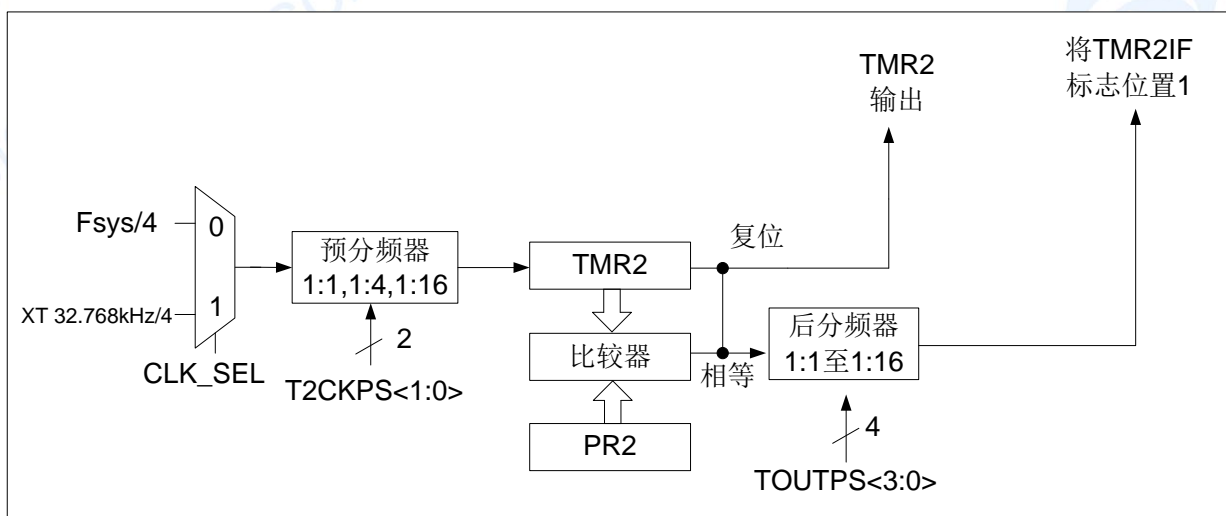 TMR2
输出
将TMR2IF
标志位置1
Fsys/4
0
1
XT 32.768kHz/4
CLK_SEL
预分频器
1:1,1:4,1:16
2
T2CKPS<1:0>
TMR2
复位
比较器
相等
PR2
后分频器
1:1至1:16
4
TOUTPS<3:0>